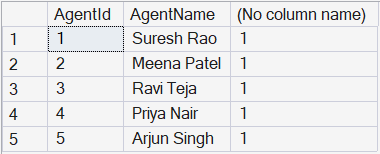 AgentId AgentName (No column name)
1 1 Suresh Rao 1
2 2 Meena Patel 1
3 3 Ravi Teja 1
4 4 Priya Nair 1
5 5 Arjun Singh 1